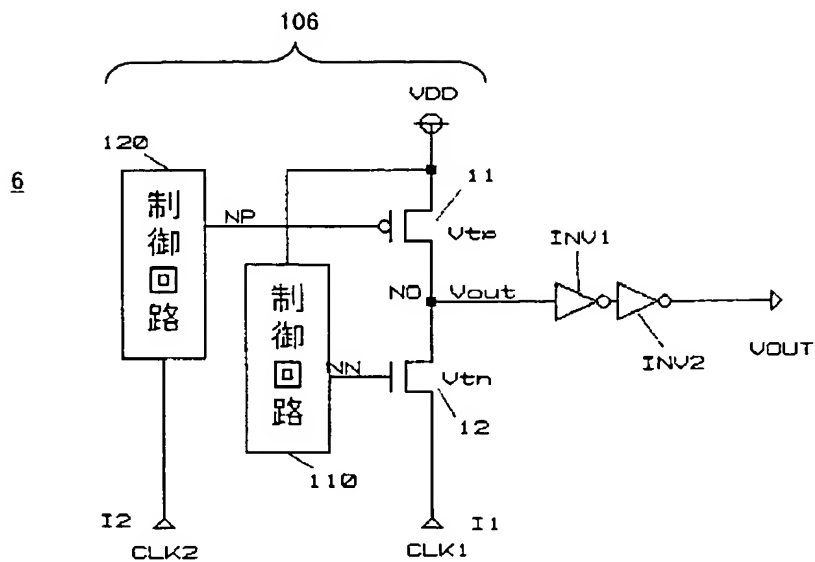 106
VDD
120
6
制御回路
NP
11
Vtp
INV1
制御回路
NO
Vout
VOUT
INV2
NN
Vtn
12
110
I2
CLK2
I1
CLK1